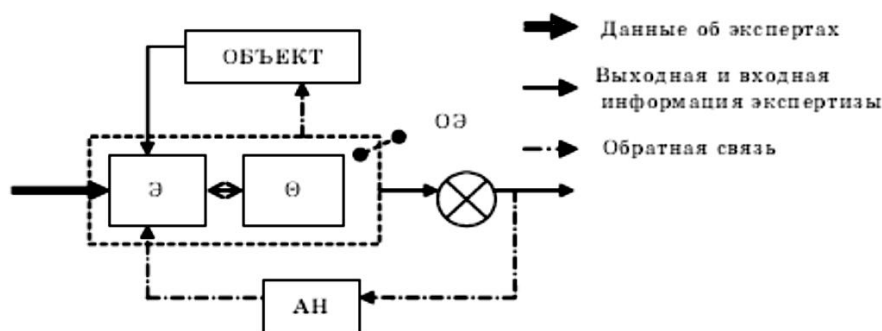 Данные об экспертах
ОБЪЕКТ
Выходная и входная
информация экспертизы
ОЭ
Обратная связь
Э
Θ
АН